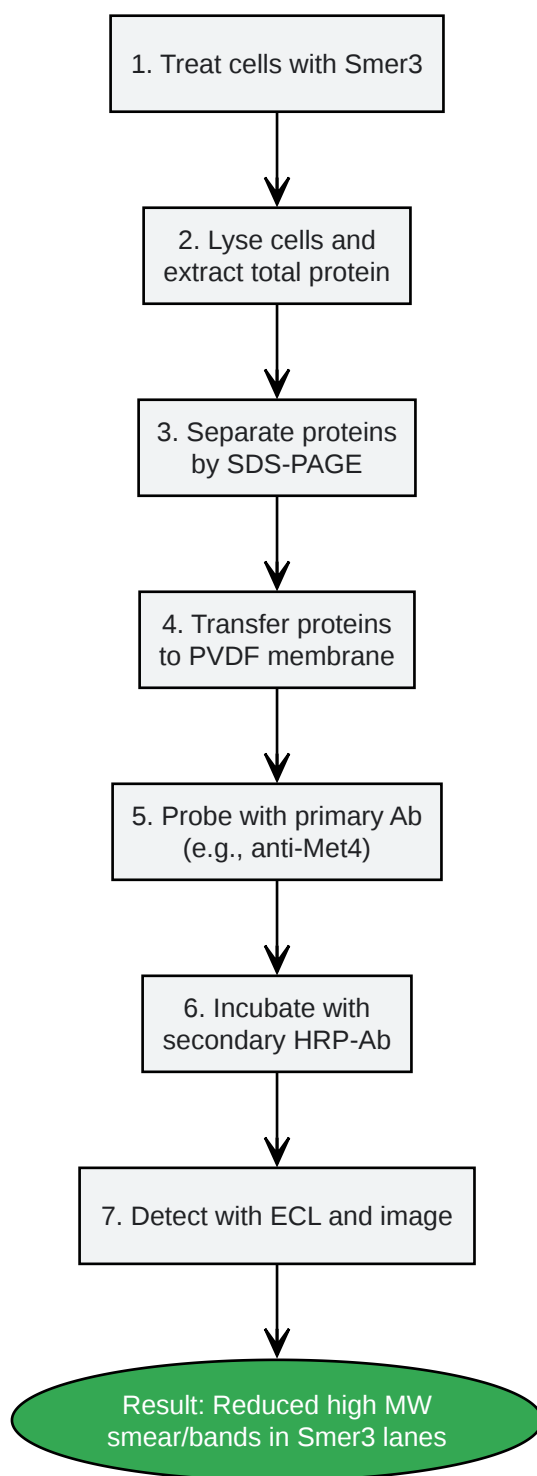 1. Treat cells with Smer3
2. Lyse cells and
extract total protein
3. Separate proteins
by SDS-PAGE
4. Transfer proteins
to PVDF membrane
5. Probe with primary Ab
(e.g., anti-Met4)
6. Incubate with
secondary HRP-Ab
7. Detect with ECL and image
Result: Reduced high MW
smear/bands in Smer3 lanes